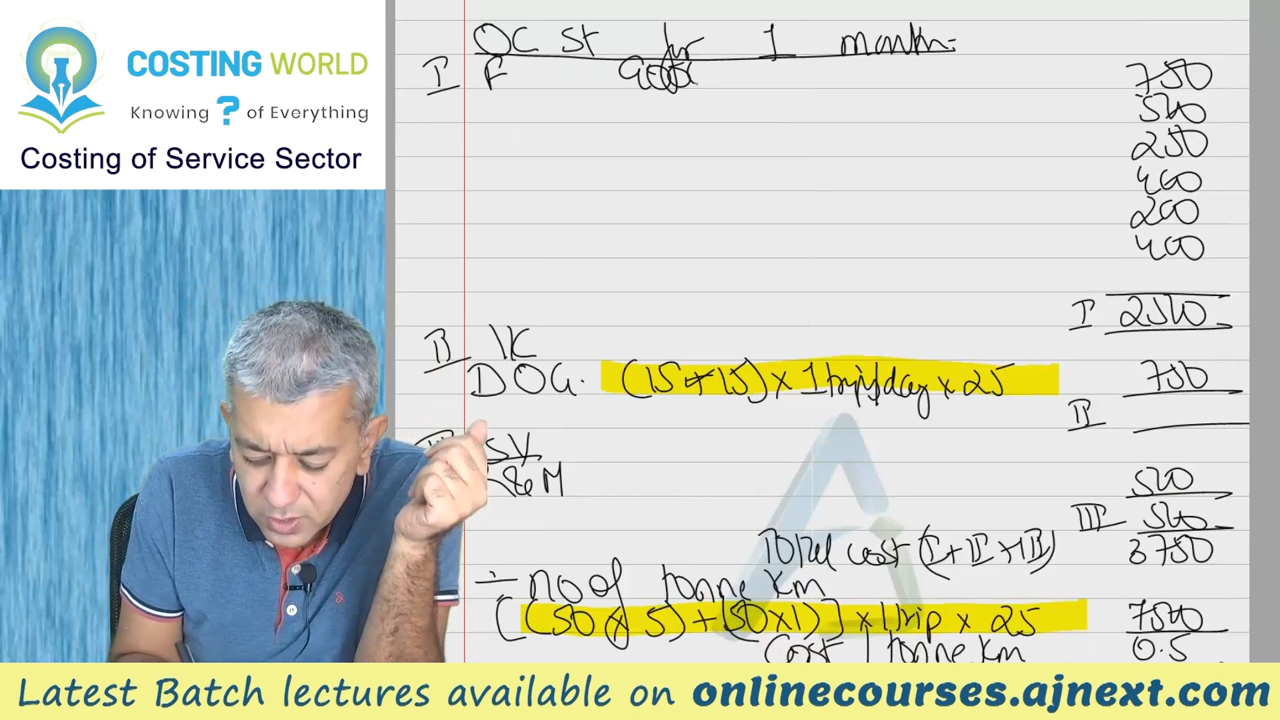 COSTING WORLD
Knowing ? of Everything
Costing of Service Sector
OC St for 1 month
I F Cost 750
500
250
400
200
400
I 2500
II VC
DOG. (15+15) × 1 trip/day × 25 750
II
III SV
R&M 500
III 500
Total cost (I+II+III) 3750
÷ no of tonne km
[(50 × 5) + (50×1)] × 1 trip × 25 7500
Cost / tonne km 0.5
Latest Batch lectures available on onlinecourses.ajnext.com